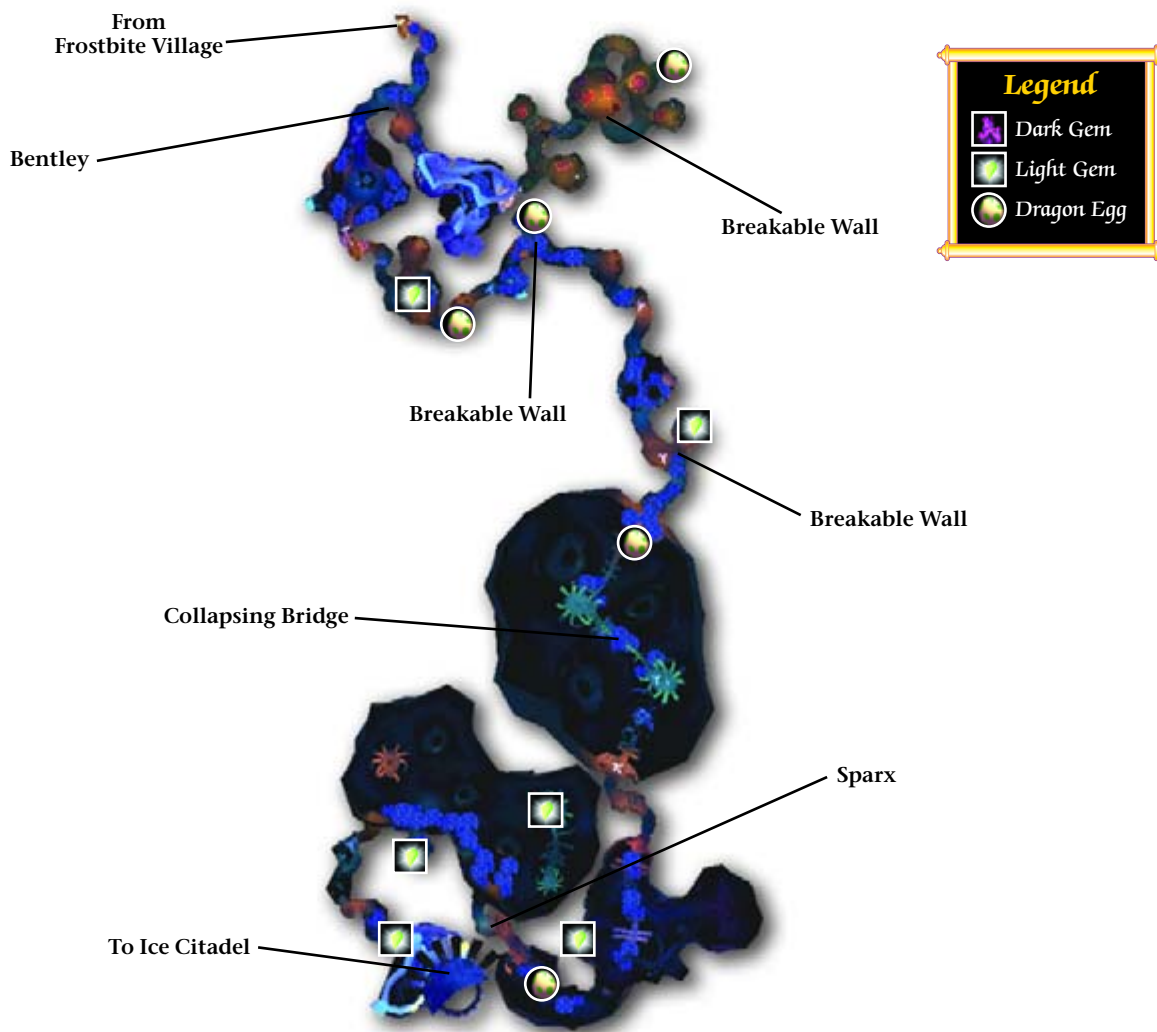 From
Frostbite Village
Legend
Dark Gem
Light Gem
Dragon Egg
Bentley
Breakable Wall
Breakable Wall
Breakable Wall
Collapsing Bridge
Sparx
To Ice Citadel